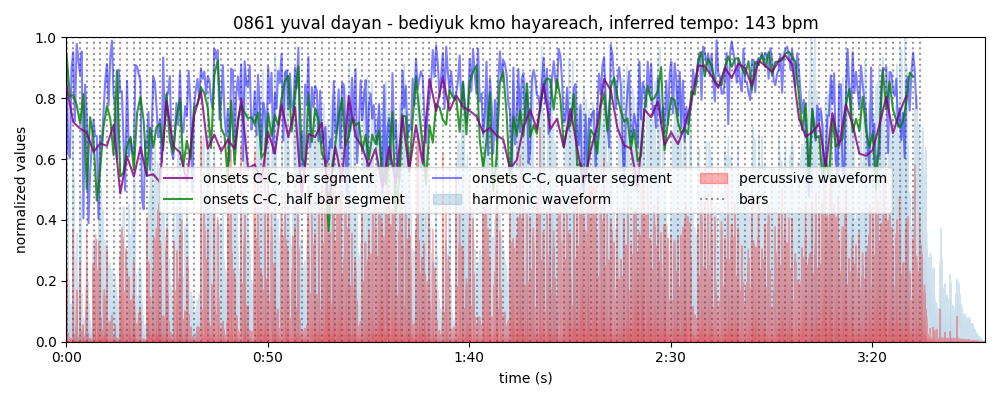 0861 yuval dayan - bediyuk kmo hayareach, inferred tempo: 143 bpm
1.0
0.8
0.6
0.4
0.2
0.0
normalized values
onsets C-C, bar segment
onsets C-C, half bar segment
onsets C-C, quarter segment
harmonic waveform
percussive waveform
bars
0:00 0:50 1:40 2:30 3:20
time (s)